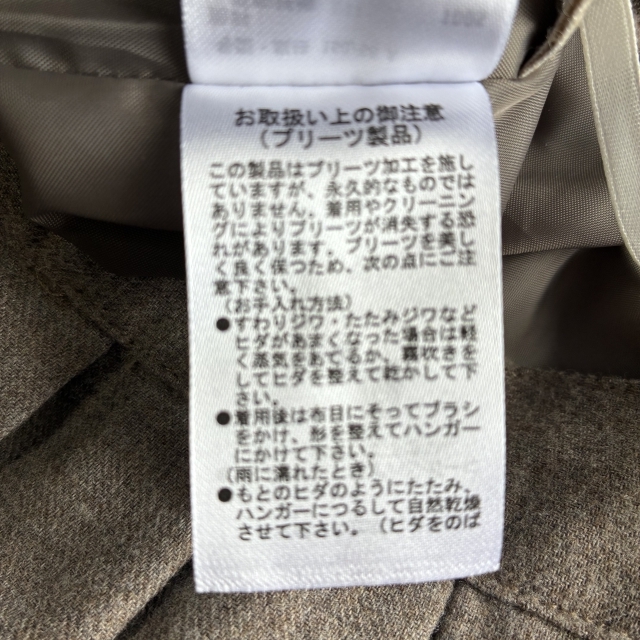 お取扱い上の御注意
（プリーツ製品）
この製品はプリーツ加工を施し
ていますが、永久的なものでは
ありません。着用やクリーニン
グによりプリーツが消失する恐
れがあります。プリーツを美し
く良く保つため、次の点にご注
意下さい。
（お手入れ方法）
●すわりジワ・たたみジワなど
ヒダがあまくなった場合は軽
く蒸気をあてるか、霧吹きを
してヒダを整えて乾かして下
さい。
●着用後は布目にそってブラシ
をかけ、形を整えてハンガー
にかけて下さい。
（雨に濡れたとき）
●もとのヒダのようにたたみ、
ハンガーにつるして自然乾燥
させて下さい。（ヒダをのば